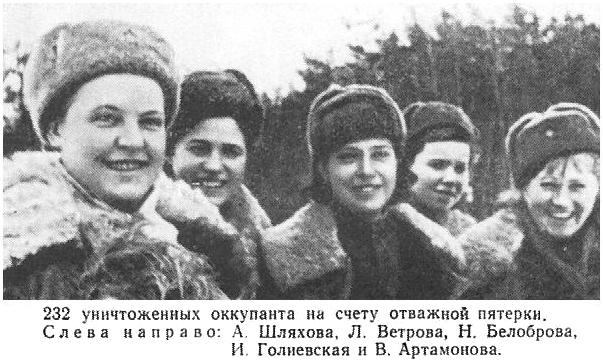 232 уничтоженных оккупанта на счету отважной пятерки.
Слева направо: А. Шляхова, Л. Ветрова, Н. Белоброва,
И. Голиевская и В. Артамонова.